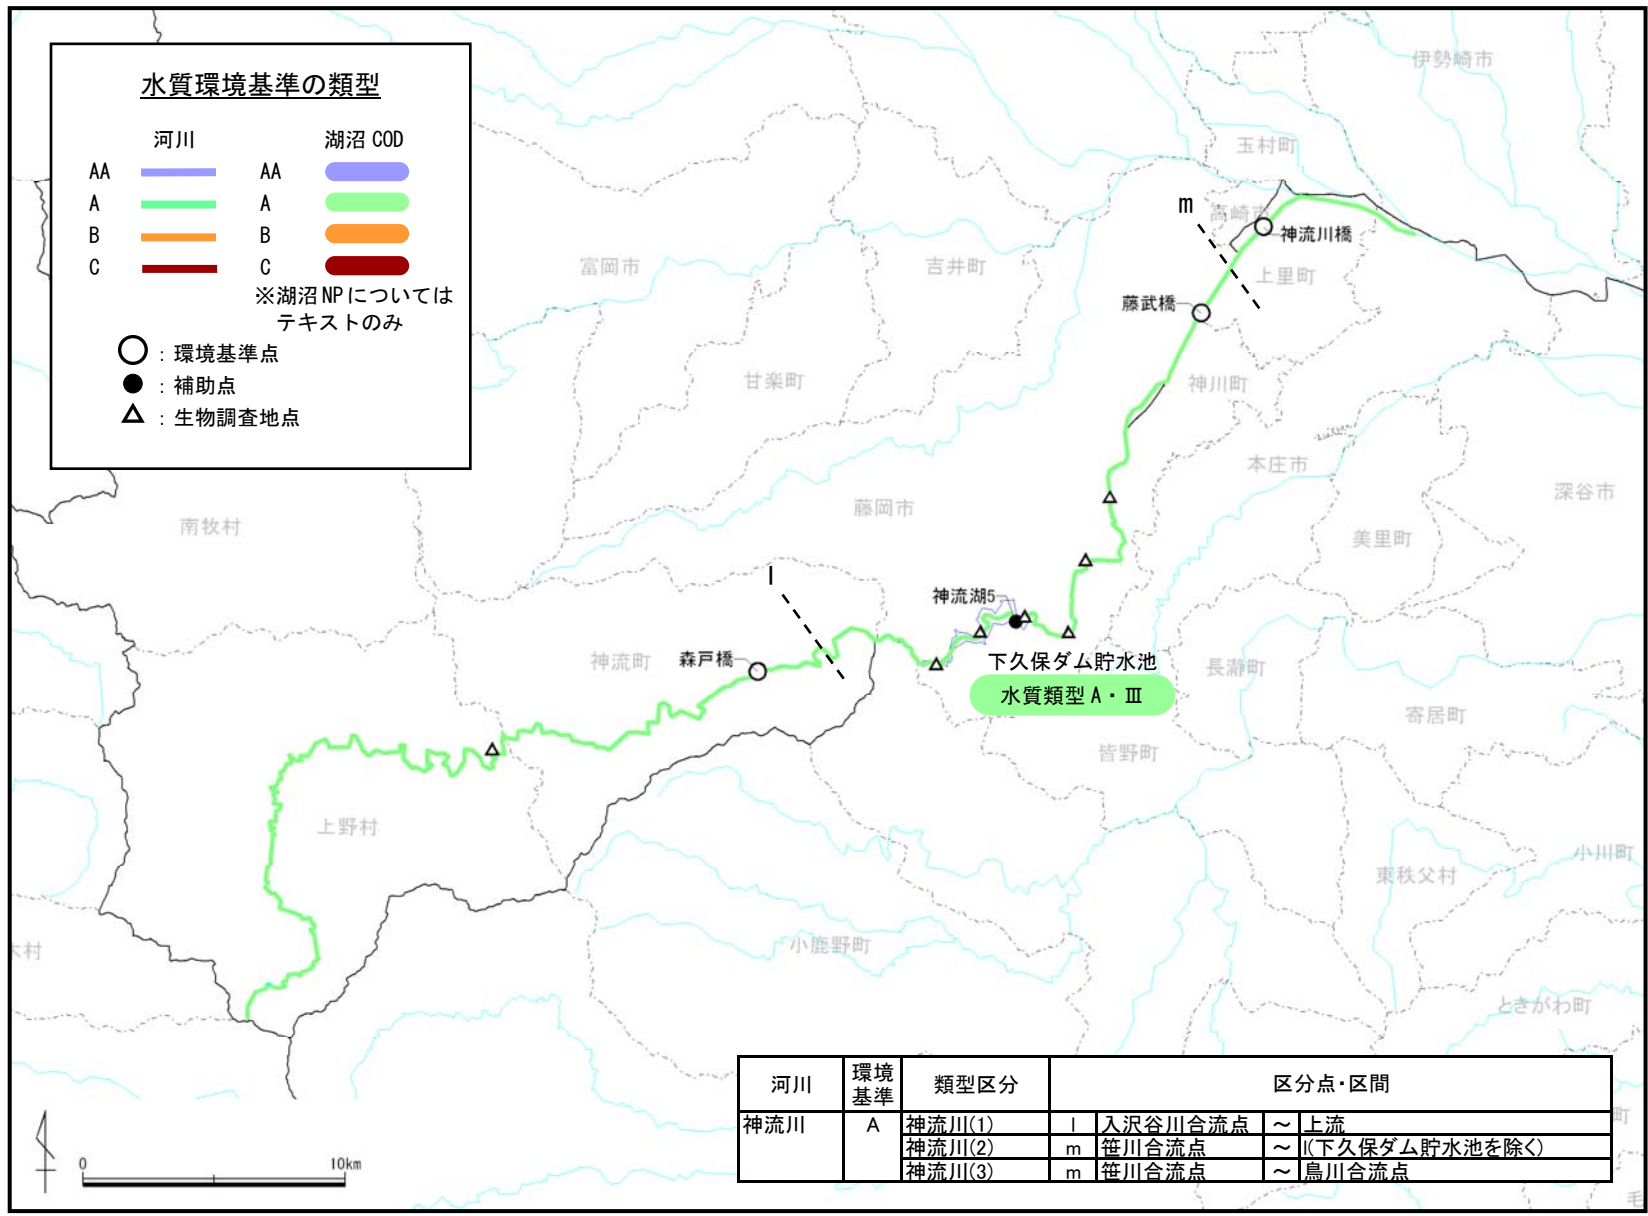 水質環境基準の類型
河川 湖沼 COD
AA AA
A A
B B
C C
※湖沼NPについては
テキストのみ
○ : 環境基準点
● : 補助点
△ : 生物調査地点
伊勢崎市
玉村町
m
高崎市
神流川橋
富岡市
吉井町
上里町
藤武橋
甘楽町
神川町
本庄市
深谷市
藤岡市
南牧村
美里町
l
神流湖5
神流町
森戸橋
下久保ダム貯水池
長瀞町
水質類型 A・Ⅲ
寄居町
皆野町
上野村
小川町
東秩父村
木村
小鹿野町
ときがわ町
河川 環境基準 類型区分 区分点・区間
神流川 A 神流川(1) l 入沢谷川合流点 ～ 上流
神流川(2) m 笹川合流点 ～ l(下久保ダム貯水池を除く)
神流川(3) m 笹川合流点 ～ 烏川合流点
町
毛
0 10km